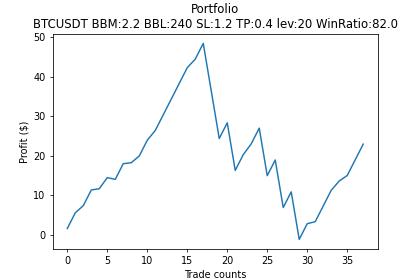 Portfolio
BTCUSDT BBM:2.2 BBL:240 SL:1.2 TP:0.4 lev:20 WinRatio:82.0
50
40
30
20
10
0
Profit ($)
0 5 10 15 20 25 30 35
Trade counts